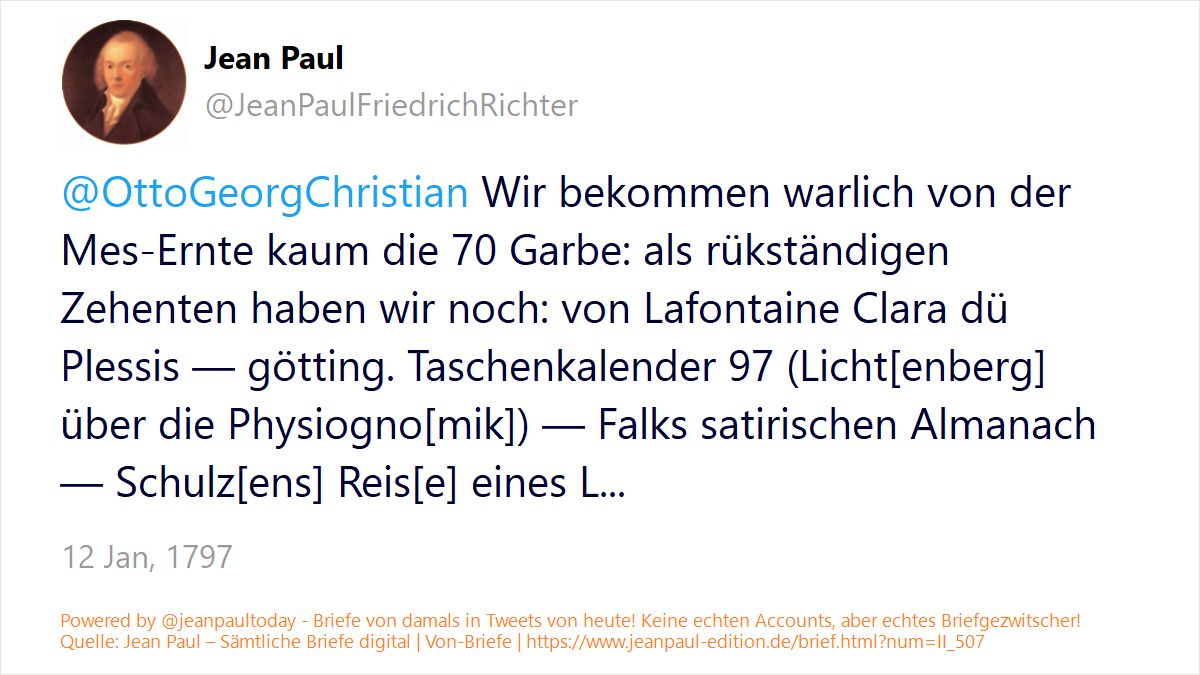 Jean Paul
@JeanPaulFriedrichRichter
@OttoGeorgChristian Wir bekommen warlich von der
Mes-Ernte kaum die 70 Garbe: als rükständigen
Zehenten haben wir noch: von Lafontaine Clara dü
Plessis — götting. Taschenkalender 97 (Licht[enberg]
über die Physiogno[mik]) — Falks satirischen Almanach
— Schulz[ens] Reis[e] eines L...
12 Jan, 1797
Powered by @jeanpaultoday - Briefe von damals in Tweets von heute! Keine echten Accounts, aber echtes Briefgezwitscher!
Quelle: Jean Paul – Sämtliche Briefe digital | Von-Briefe | https://www.jeanpaul-edition.de/brief.html?num=II_507